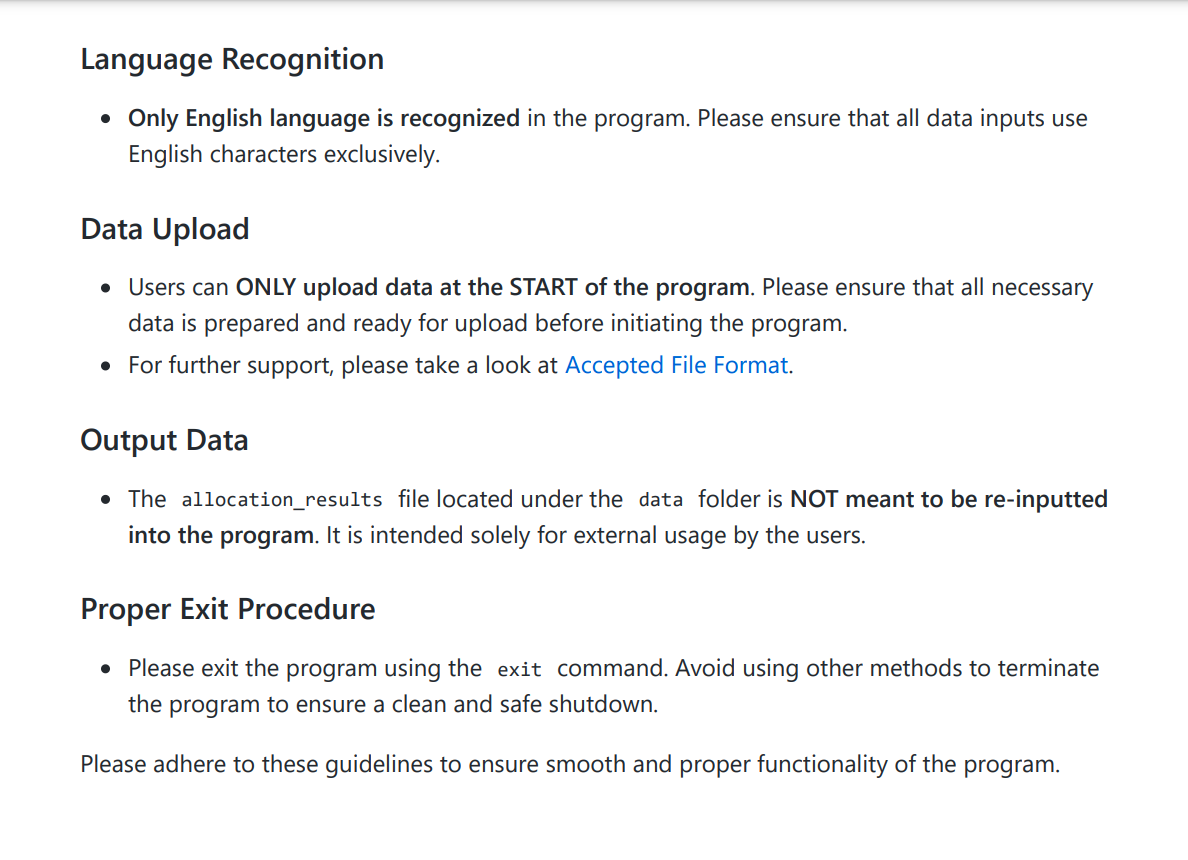 Language Recognition
Only English language is recognized in the program. Please ensure that all data inputs use
English characters exclusively.
Data Upload
Users can ONLY upload data at the START of the program. Please ensure that all necessary
data is prepared and ready for upload before initiating the program.
For further support, please take a look at Accepted File Format.
Output Data
The allocation_results file located under the data folder is NOT meant to be re-inputted
into the program. It is intended solely for external usage by the users.
Proper Exit Procedure
Please exit the program using the exit command. Avoid using other methods to terminate
the program to ensure a clean and safe shutdown.
Please adhere to these guidelines to ensure smooth and proper functionality of the program.